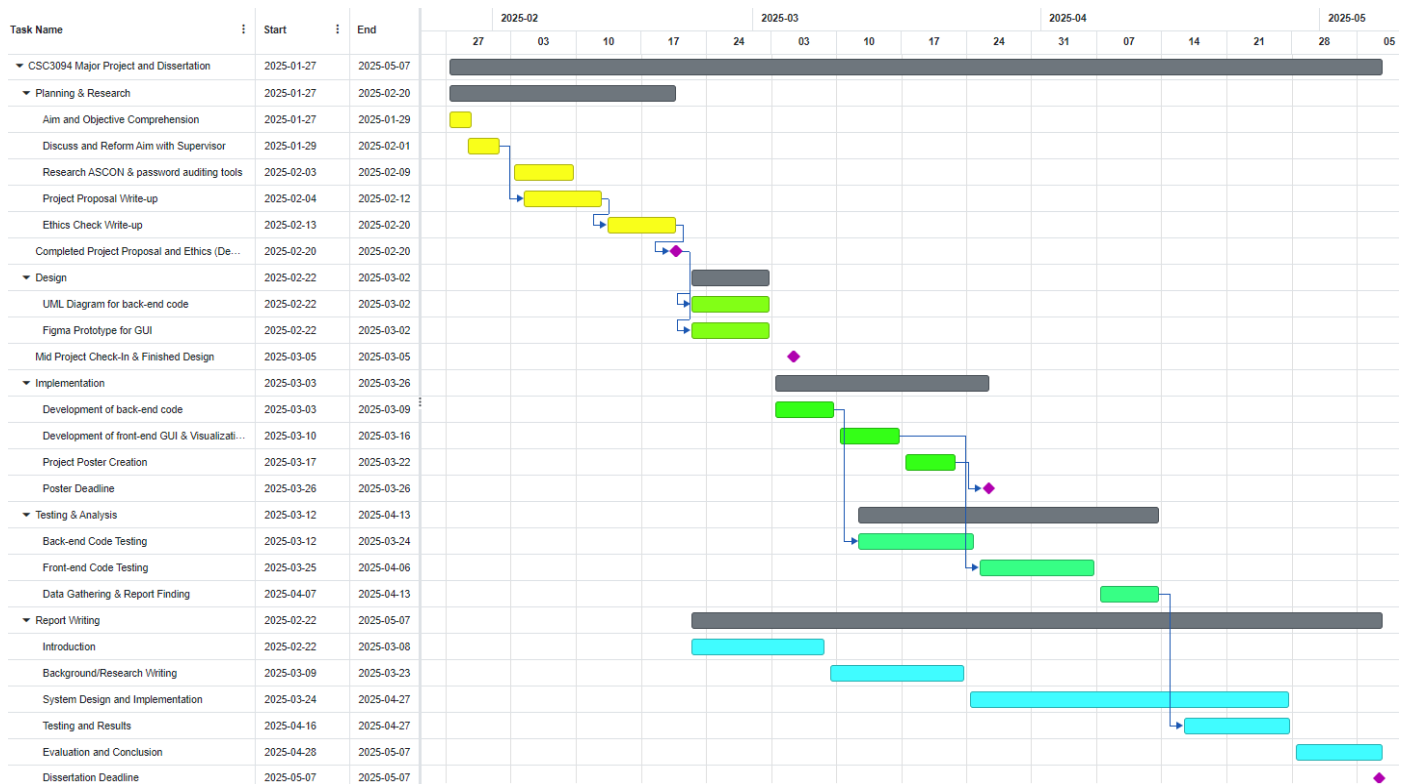 2025-02 2025-03 2025-04 2025-05
Task Name Start End
27 03 10 17 24 03 10 17 24 31 07 14 21 28 05
CSC3094 Major Project and Dissertation 2025-01-27 2025-05-07
Planning & Research 2025-01-27 2025-02-20
Aim and Objective Comprehension 2025-01-27 2025-01-29
Discuss and Reform Aim with Supervisor 2025-01-29 2025-02-01
Research ASCON & password auditing tools 2025-02-03 2025-02-09
Project Proposal Write-up 2025-02-04 2025-02-12
Ethics Check Write-up 2025-02-13 2025-02-20
Completed Project Proposal and Ethics (De... 2025-02-20 2025-02-20
Design 2025-02-22 2025-03-02
UML Diagram for back-end code 2025-02-22 2025-03-02
Figma Prototype for GUI 2025-02-22 2025-03-02
Mid Project Check-In & Finished Design 2025-03-05 2025-03-05
Implementation 2025-03-03 2025-03-26
Development of back-end code 2025-03-03 2025-03-09
Development of front-end GUI & Visualizati... 2025-03-10 2025-03-16
Project Poster Creation 2025-03-17 2025-03-22
Poster Deadline 2025-03-26 2025-03-26
Testing & Analysis 2025-03-12 2025-04-13
Back-end Code Testing 2025-03-12 2025-03-24
Front-end Code Testing 2025-03-25 2025-04-06
Data Gathering & Report Finding 2025-04-07 2025-04-13
Report Writing 2025-02-22 2025-05-07
Introduction 2025-02-22 2025-03-08
Background/Research Writing 2025-03-09 2025-03-23
System Design and Implementation 2025-03-24 2025-04-27
Testing and Results 2025-04-16 2025-04-27
Evaluation and Conclusion 2025-04-28 2025-05-07
Dissertation Deadline 2025-05-07 2025-05-07